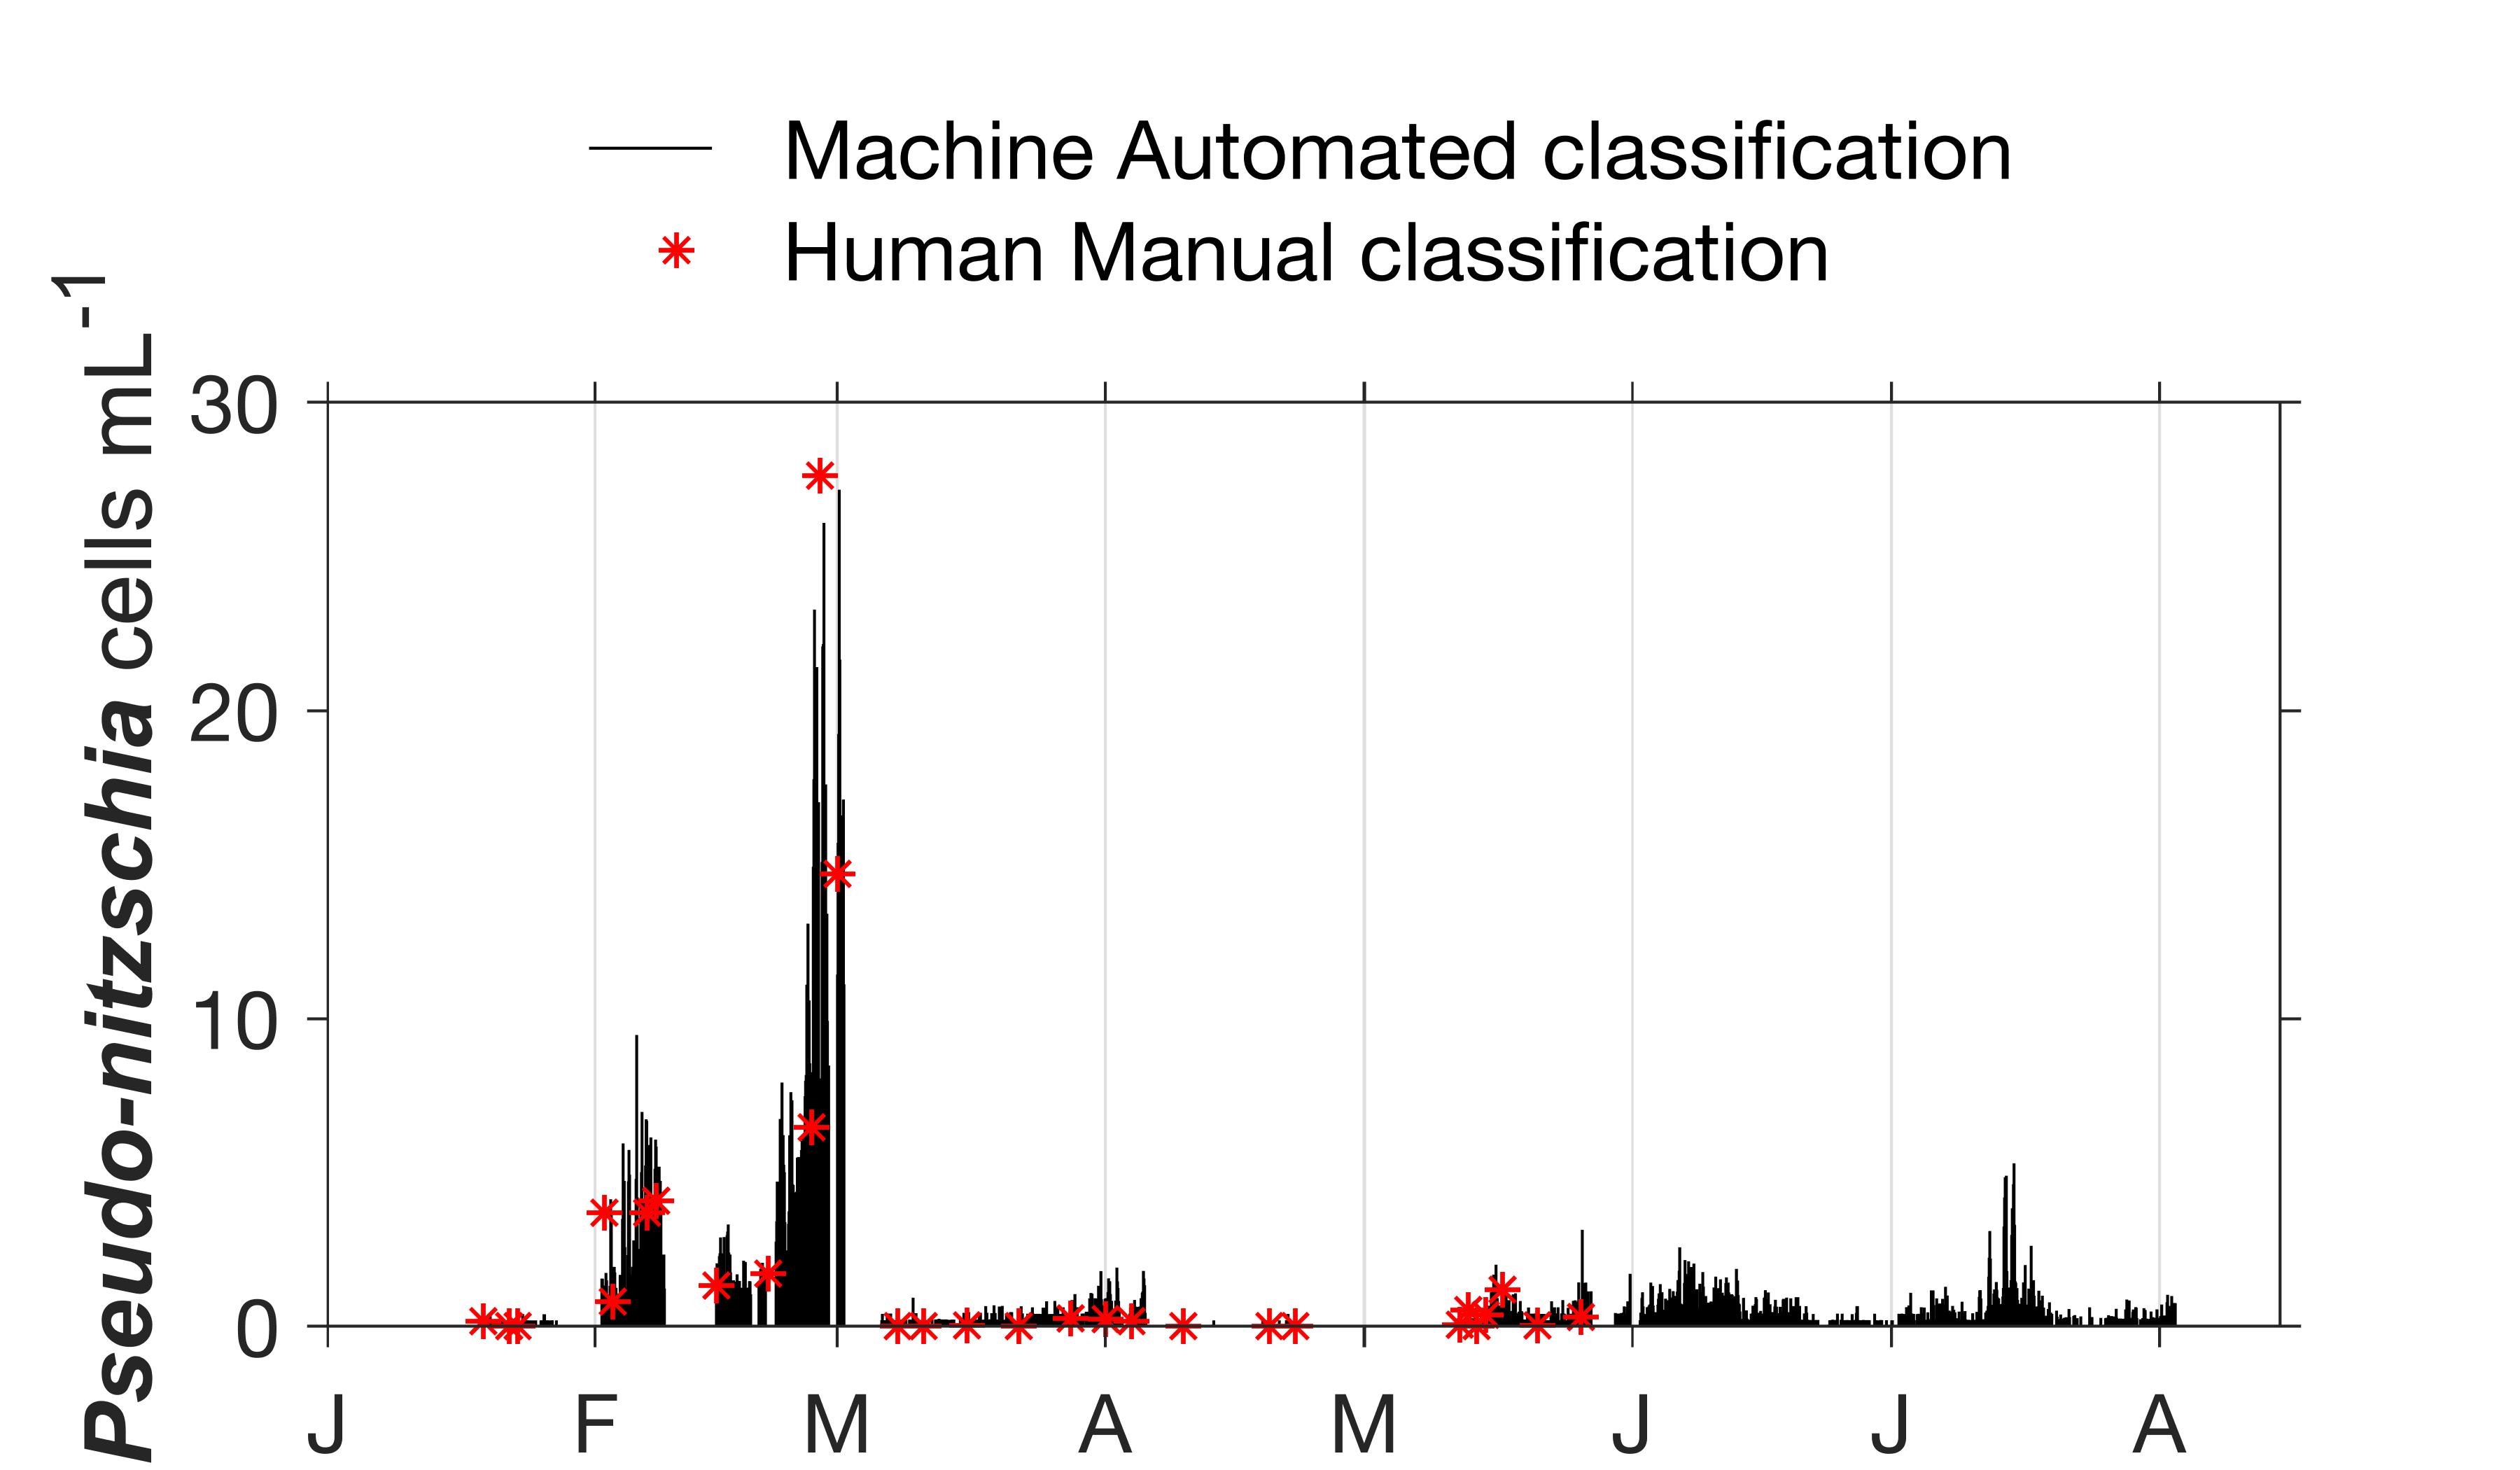 Machine Automated classification
Human Manual classification
Pseudo-nitzschia cells mL-1
30
20
10
0
J F M A M J J A